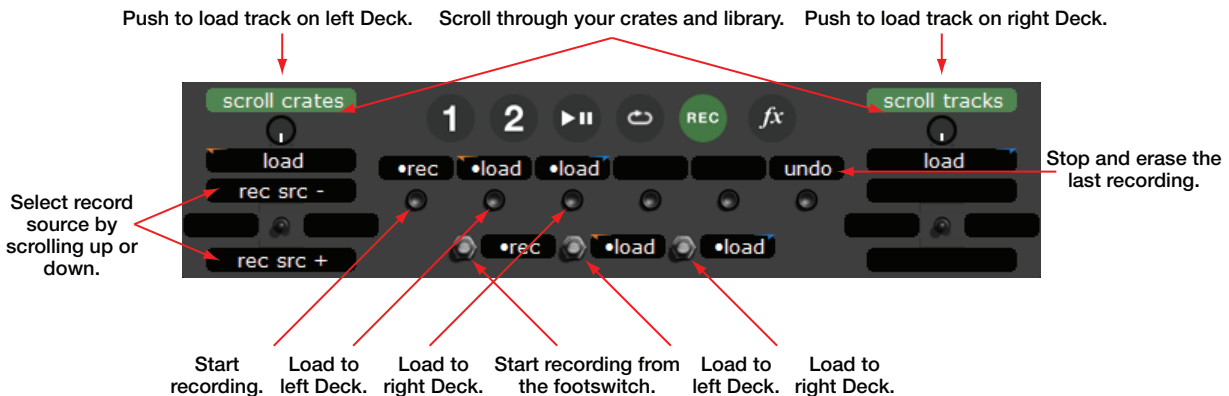 Push to load track on left Deck.
Scroll through your crates and library.
Push to load track on right Deck.
scroll crates
scroll tracks
1
2
REC
fx
load
•rec
•load
•load
undo
load
Stop and erase the
last recording.
rec src -
Select record
source by
scrolling up or
down.
rec src +
•rec
•load
•load
Start
recording.
Load to
left Deck.
Load to
right Deck.
Start recording from
the footswitch.
Load to
left Deck.
Load to
right Deck.